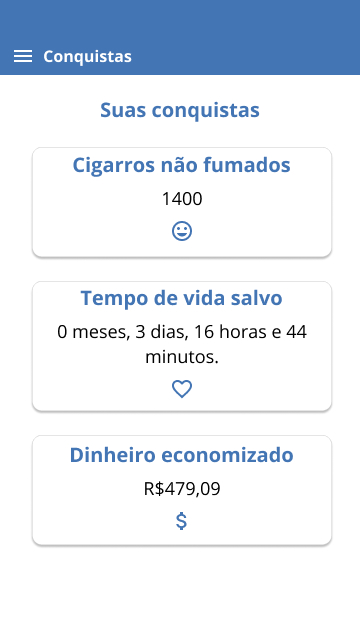 Conquistas
Suas conquistas
Cigarros não fumados
1400
Tempo de vida salvo
0 meses, 3 dias, 16 horas e 44
minutos.
Dinheiro economizado
R$479,09
$